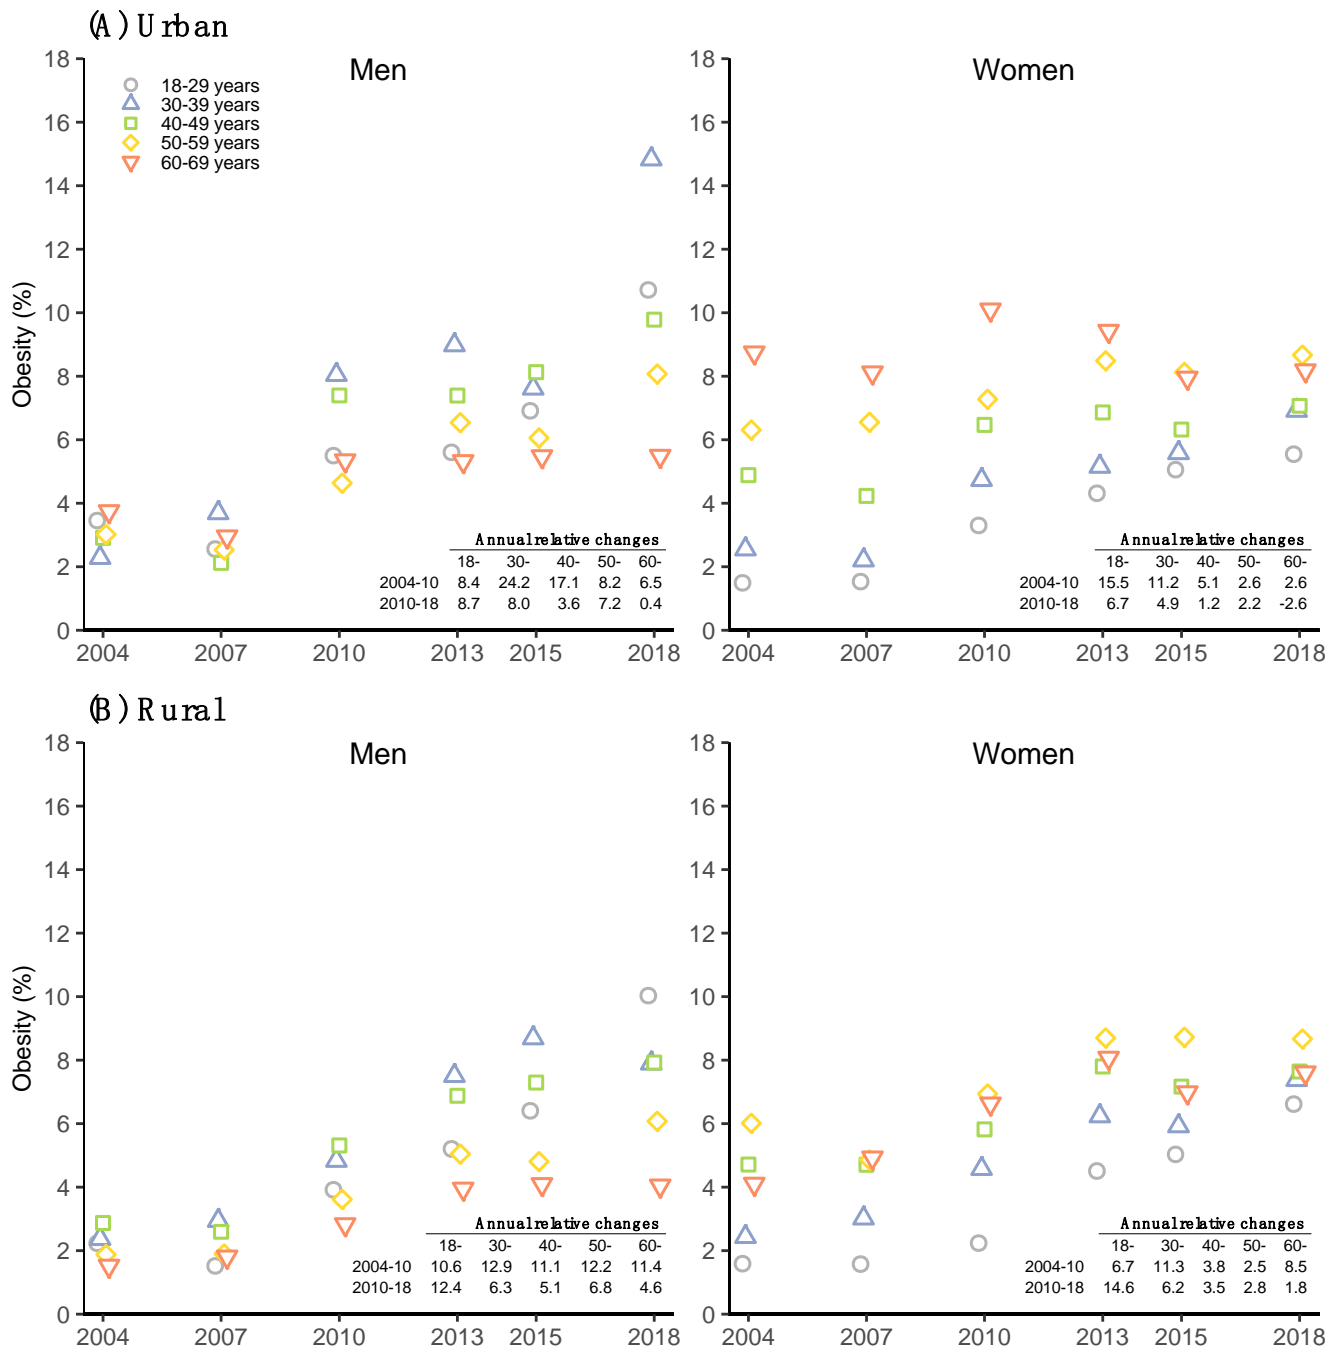 (A) Urban
Men
Women
18-29 years
30-39 years
40-49 years
50-59 years
60-69 years
Obesity (%)
18
16
14
12
10
8
6
4
2
0
Annual relative changes
18- 30- 40- 50- 60-
2004-10 8.4 24.2 17.1 8.2 6.5
2010-18 8.7 8.0 3.6 7.2 0.4
2004 2007 2010 2013 2015 2018
18
16
14
12
10
8
6
4
2
0
Annual relative changes
18- 30- 40- 50- 60-
2004-10 15.5 11.2 5.1 2.6 2.6
2010-18 6.7 4.9 1.2 2.2 -2.6
2004 2007 2010 2013 2015 2018
(B) Rural
Men
Women
Obesity (%)
18
16
14
12
10
8
6
4
2
0
Annual relative changes
18- 30- 40- 50- 60-
2004-10 10.6 12.9 11.1 12.2 11.4
2010-18 12.4 6.3 5.1 6.8 4.6
2004 2007 2010 2013 2015 2018
18
16
14
12
10
8
6
4
2
0
Annual relative changes
18- 30- 40- 50- 60-
2004-10 6.7 11.3 3.8 2.5 8.5
2010-18 14.6 6.2 3.5 2.8 1.8
2004 2007 2010 2013 2015 2018